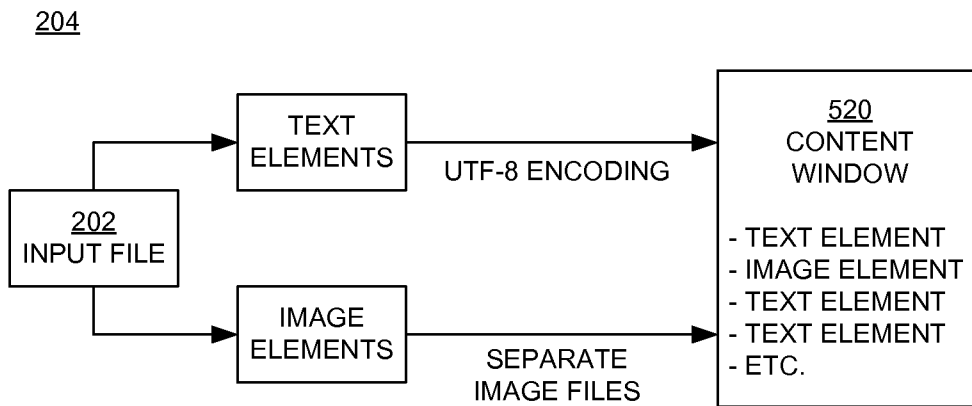 204
TEXT
ELEMENTS
UTF-8 ENCODING
202
INPUT FILE
IMAGE
ELEMENTS
SEPARATE
IMAGE FILES
520
CONTENT
WINDOW
- TEXT ELEMENT
- IMAGE ELEMENT
- TEXT ELEMENT
- TEXT ELEMENT
- ETC.